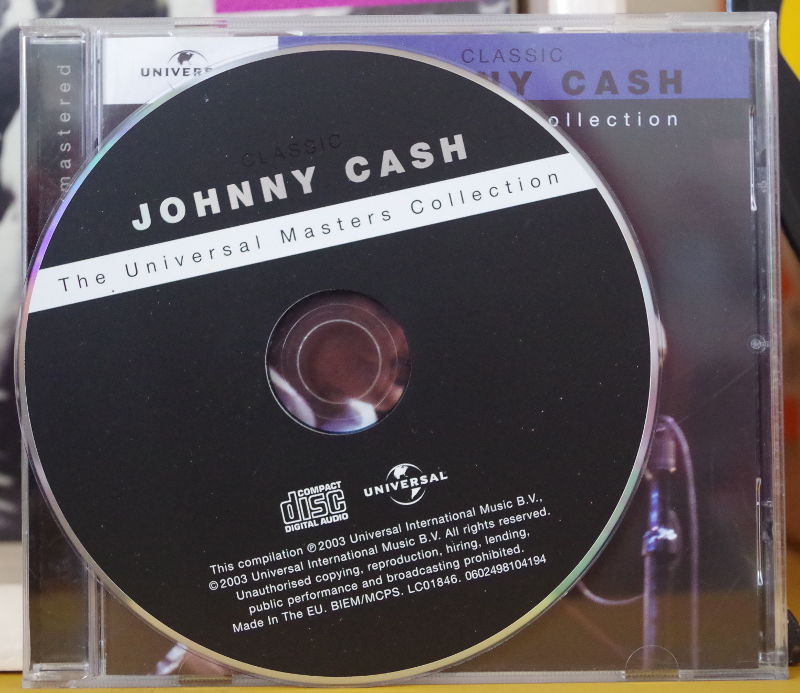 mastered
UNIVERS
CLASSIC
NY CASH
ollection
CLASSIC
JOHNNY CASH
The Universal Masters Collection
COMPACT
disc
DIGITAL AUDIO
UNIVERSAL
This compilation ℗2003 Universal International Music B.V.,
©2003 Universal International Music B.V. All rights reserved.
Unauthorised copying, reproduction, hiring, lending,
public performance and broadcasting prohibited.
Made In The EU. BIEM/MCPS. LC01846. 0602498104194